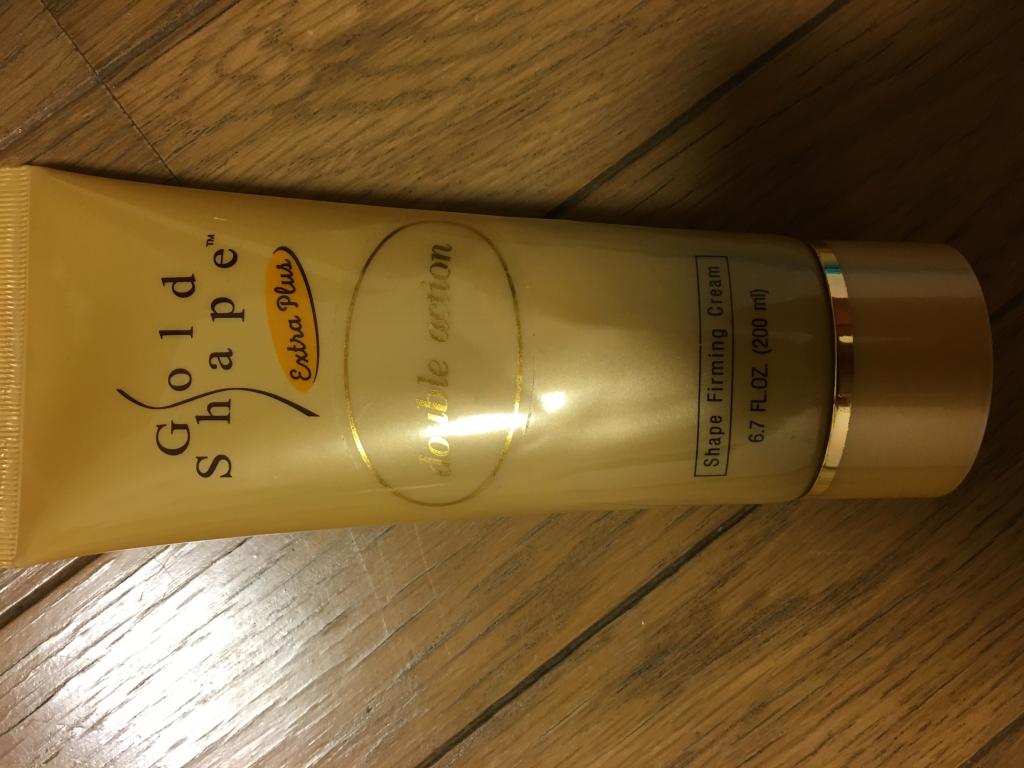 Gold
Shape™
Extra Plus
double action
Shape Firming Cream
6.7 FL.OZ (200 ml)